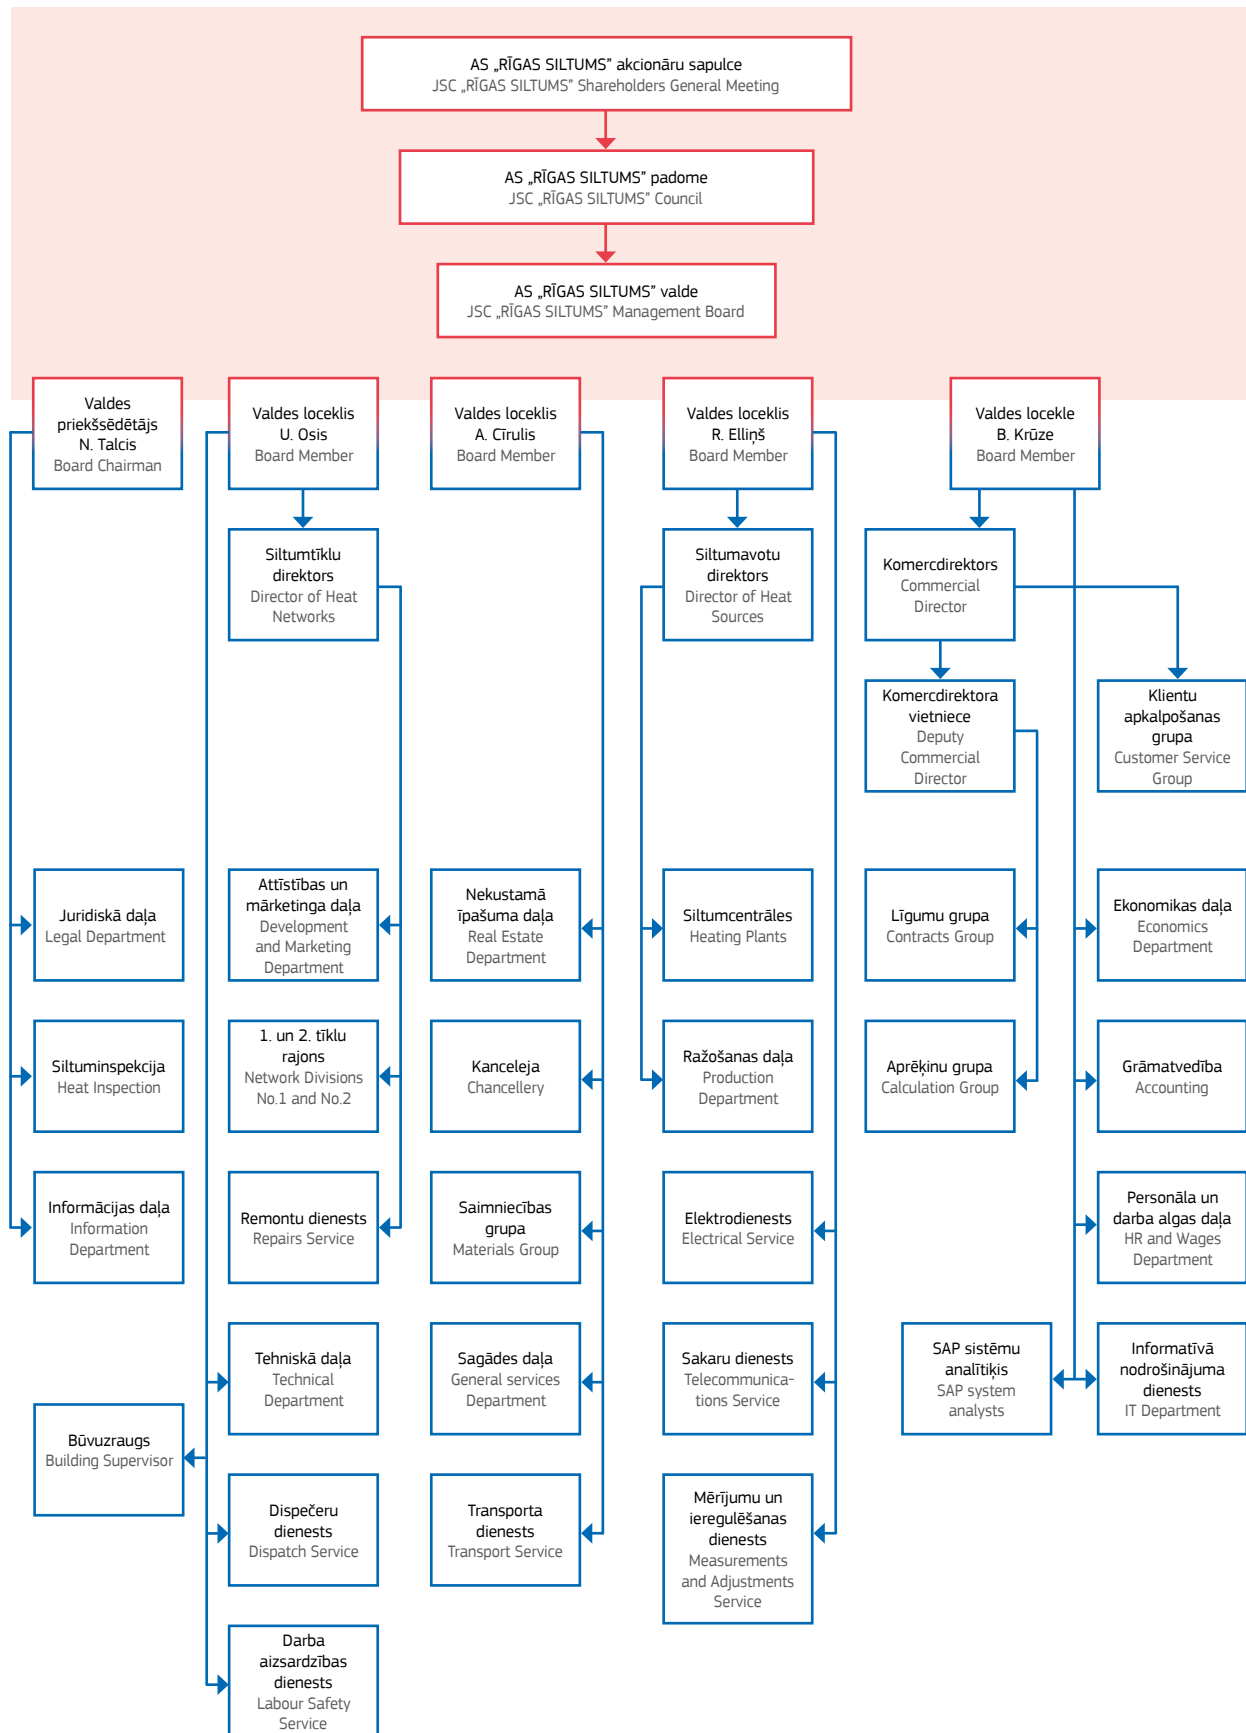 AS „RĪGAS SILTUMS” akcionāru sapulce
JSC „RĪGAS SILTUMS” Shareholders General Meeting
AS „RĪGAS SILTUMS” padome
JSC „RĪGAS SILTUMS” Council
AS „RĪGAS SILTUMS” valde
JSC „RĪGAS SILTUMS” Management Board
Valdes
priekšsēdētājs
N. Talcis
Board Chairman
Valdes loceklis
U. Osis
Board Member
Valdes loceklis
A. Cīrulis
Board Member
Valdes loceklis
R. Elliņš
Board Member
Valdes locekle
B. Krūze
Board Member
Siltumtīklu
direktors
Director of Heat
Networks
Siltumavotu
direktors
Director of Heat
Sources
Komercdirektors
Commercial
Director
Komercdirektora
vietniece
Deputy
Commercial
Director
Klientu
apkalpošanas
grupa
Customer Service
Group
Juridiskā daļa
Legal Department
Attīstības un
mārketinga daļa
Development
and Marketing
Department
Nekustamā
īpašuma daļa
Real Estate
Department
Siltumcentrāles
Heating Plants
Līgumu grupa
Contracts Group
Ekonomikas daļa
Economics
Department
Siltuminspekcija
Heat Inspection
1. un 2. tīklu
rajons
Network Divisions
No.1 and No.2
Kanceleja
Chancellery
Ražošanas daļa
Production
Department
Aprēķinu grupa
Calculation Group
Grāmatvedība
Accounting
Informācijas daļa
Information
Department
Remontu dienests
Repairs Service
Saimniecības
grupa
Materials Group
Elektrodienests
Electrical Service
Personāla un
darba algas daļa
HR and Wages
Department
Tehniskā daļa
Technical
Department
Sagādes daļa
General services
Department
Sakaru dienests
Telecommunica-
tions Service
SAP sistēmu
analītiķis
SAP system
analysts
Informatīvā
nodrošinājuma
dienests
IT Department
Būvuzraugs
Building Supervisor
Dispečeru
dienests
Dispatch Service
Transporta
dienests
Transport Service
Mērījumu un
ieregulēšanas
dienests
Measurements
and Adjustments
Service
Darba
aizsardzības
dienests
Labour Safety
Service